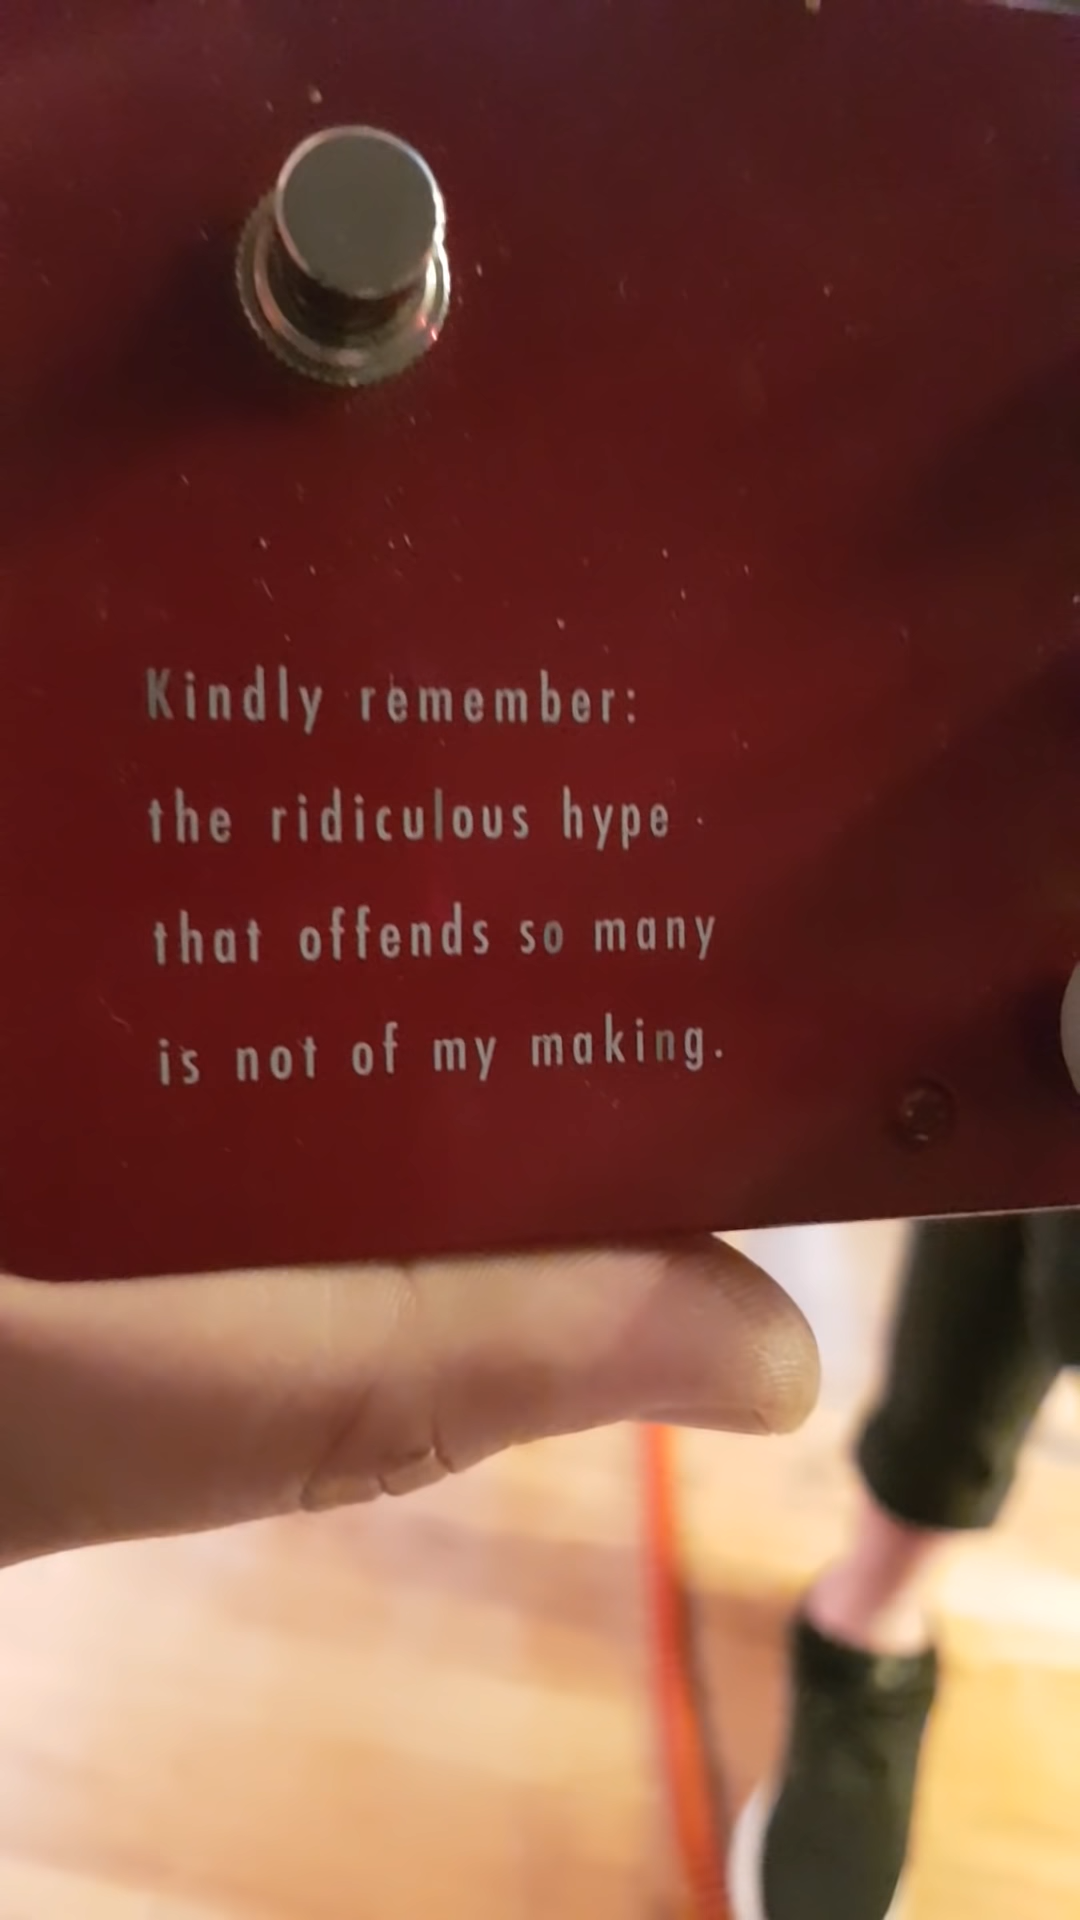 Kindly remember:
the ridiculous hype
that offends so many
is not of my making.